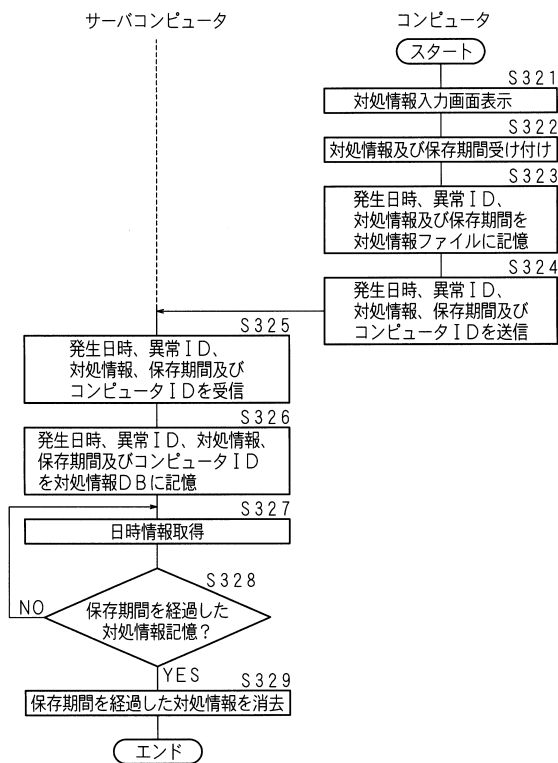 サーバコンピュータ
コンピュータ
スタート
S321
対処情報入力画面表示
S322
対処情報及び保存期間受け付け
S323
発生日時、異常ID、
対処情報及び保存期間を
対処情報ファイルに記憶
S324
発生日時、異常ID、
対処情報、保存期間及び
コンピュータIDを送信
S325
発生日時、異常ID、
対処情報、保存期間及び
コンピュータIDを受信
S326
発生日時、異常ID、対処情報、
保存期間及びコンピュータID
を対処情報DBに記憶
S327
日時情報取得
S328
保存期間を経過した
対処情報記憶?
NO
YES
S329
保存期間を経過した対処情報を消去
エンド